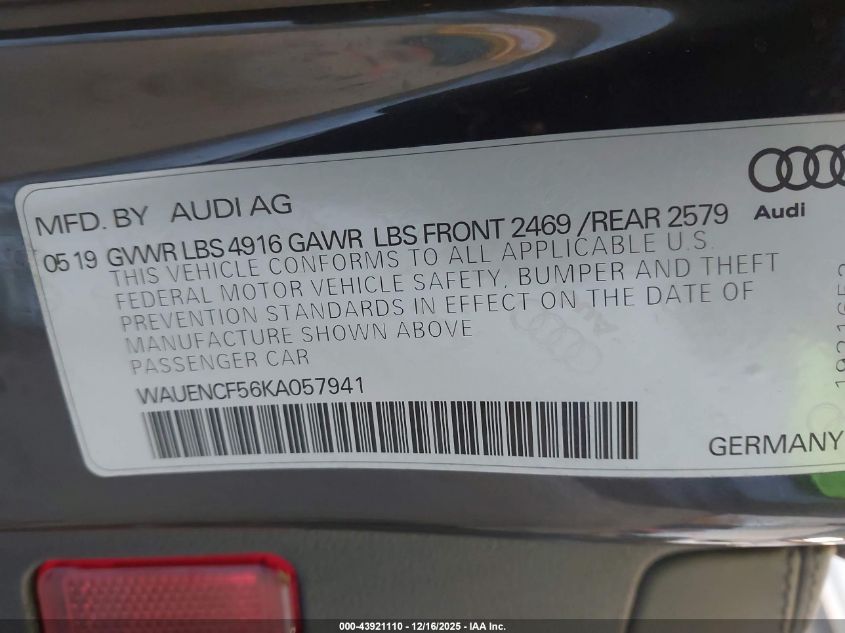 MFD. BY AUDI AG
Audi
05 19 GVWR LBS 4916 GAWR LBS FRONT 2469 /REAR 2579
THIS VEHICLE CONFORMS TO ALL APPLICABLE U.S.
FEDERAL MOTOR VEHICLE SAFETY, BUMPER AND THEFT
PREVENTION STANDARDS IN EFFECT ON THE DATE OF
MANUFACTURE SHOWN ABOVE
PASSENGER CAR
WAUENCF56KA057941
GERMANY
000-43921110 - 12/16/2025 - IAA Inc.